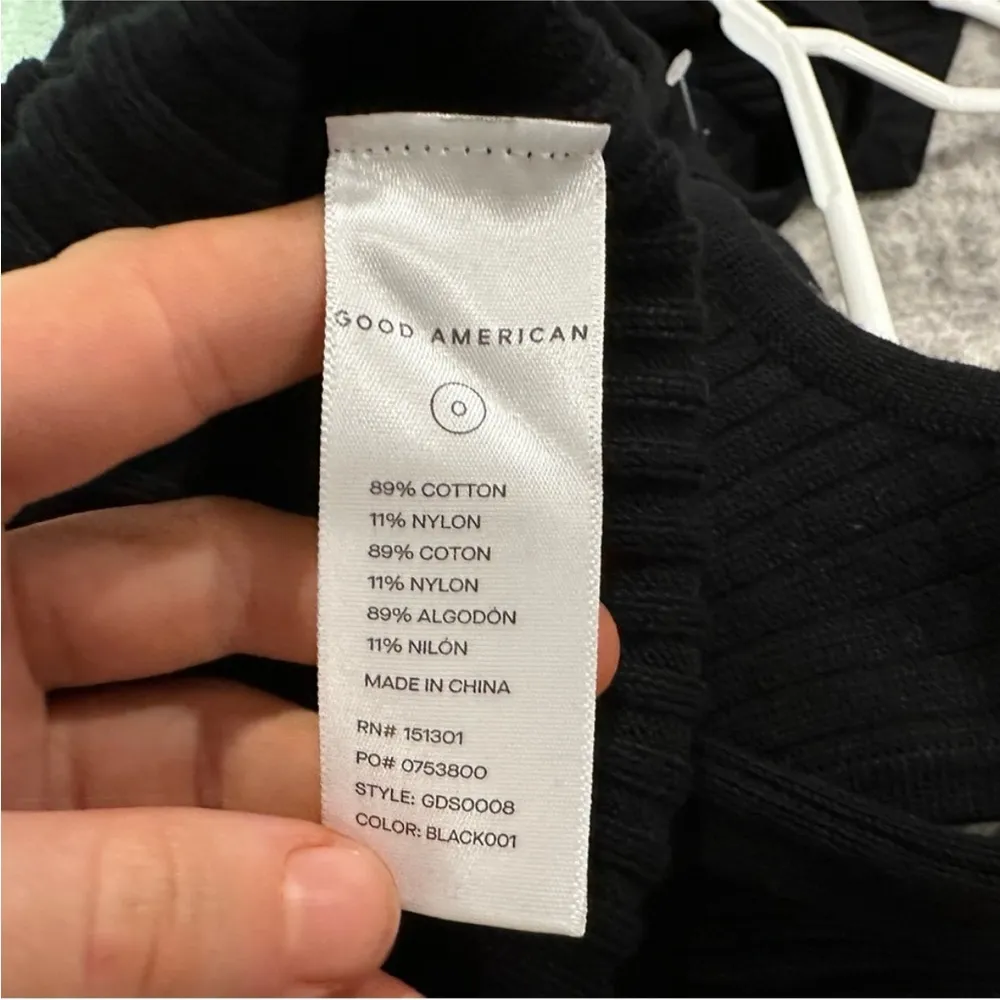 GOOD AMERICAN
0
89% COTTON
11% NYLON
89% COTON
11% NYLON
89% ALGODÓN
11% NILÓN
MADE IN CHINA
RN# 151301
PO# 0753800
STYLE: GDS0008
COLOR: BLACK001